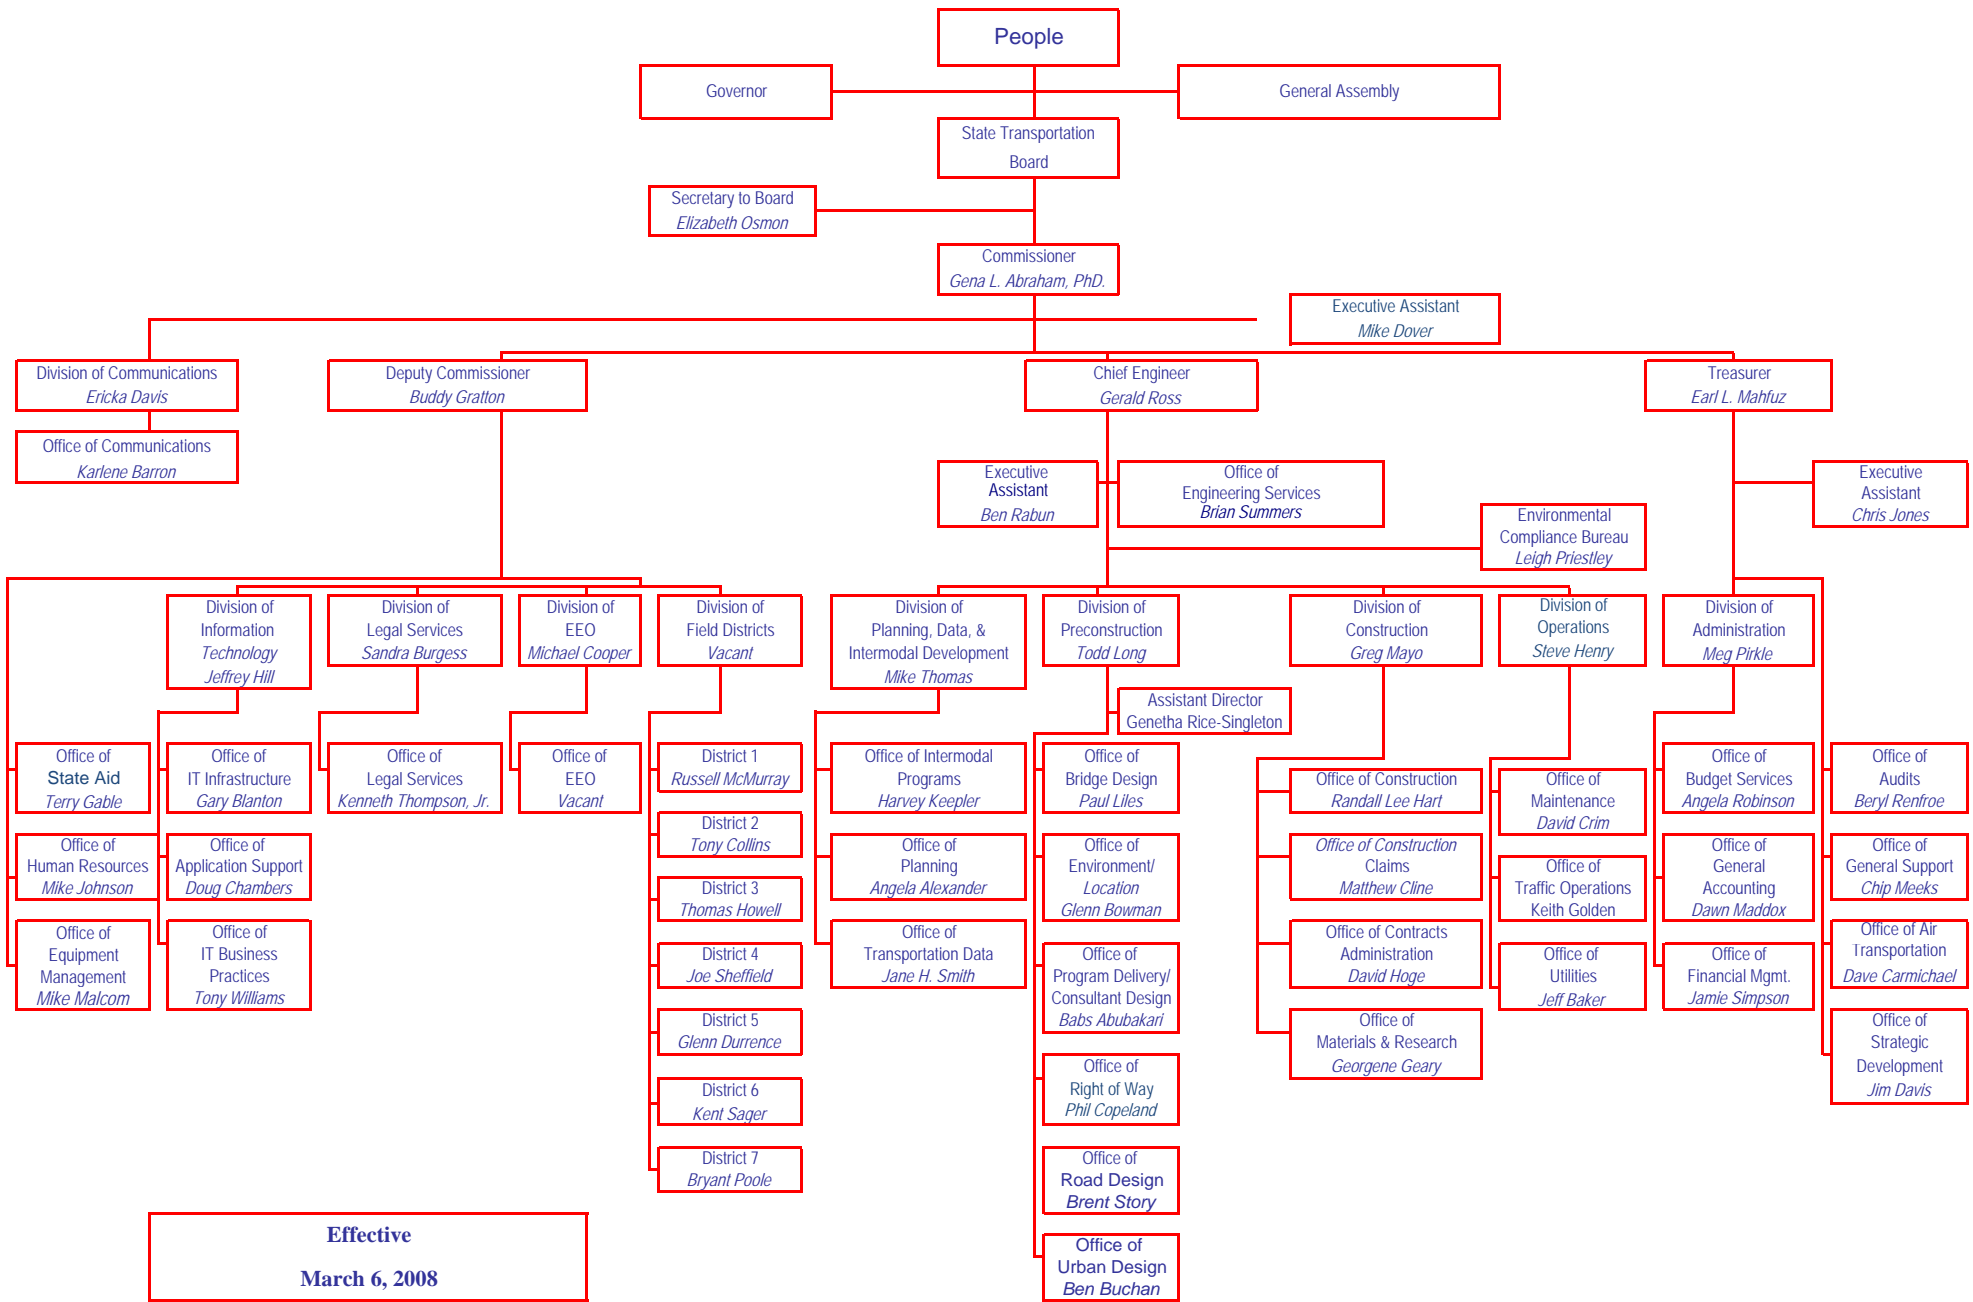 People
Governor
General Assembly
State Transportation
Board
Secretary to Board
Elizabeth Osmon
Commissioner
Gena L. Abraham, PhD.
Executive Assistant
Mike Dover
Division of Communications
Ericka Davis
Deputy Commissioner
Buddy Gratton
Chief Engineer
Gerald Ross
Treasurer
Earl L. Mahfuz
Office of Communications
Karlene Barron
Executive
Assistant
Ben Rabun
Office of
Engineering Services
Brian Summers
Executive
Assistant
Chris Jones
Environmental
Compliance Bureau
Leigh Priestley
Division of
Information
Technology
Jeffrey Hill
Division of
Legal Services
Sandra Burgess
Division of
EEO
Michael Cooper
Division of
Field Districts
Vacant
Division of
Planning, Data, &
Intermodal Development
Mike Thomas
Division of
Preconstruction
Todd Long
Division of
Construction
Greg Mayo
Division of
Operations
Steve Henry
Division of
Administration
Meg Pirkle
Assistant Director
Genetha Rice-Singleton
Office of
State Aid
Terry Gable
Office of
IT Infrastructure
Gary Blanton
Office of
Legal Services
Kenneth Thompson, Jr.
Office of
EEO
Vacant
District 1
Russell McMurray
Office of Intermodal
Programs
Harvey Keepler
Office of
Bridge Design
Paul Liles
Office of Construction
Randall Lee Hart
Office of
Maintenance
David Crim
Office of
Budget Services
Angela Robinson
Office of
Audits
Beryl Renfroe
Office of
Human Resources
Mike Johnson
Office of
Application Support
Doug Chambers
District 2
Tony Collins
District 3
Thomas Howell
Office of
Planning
Angela Alexander
Office of
Environment/
Location
Glenn Bowman
Office of Construction
Claims
Matthew Cline
Office of
Traffic Operations
Keith Golden
Office of
General
Accounting
Dawn Maddox
Office of
General Support
Chip Meeks
Office of
Equipment
Management
Mike Malcom
Office of
IT Business
Practices
Tony Williams
District 4
Joe Sheffield
Office of
Transportation Data
Jane H. Smith
Office of
Program Delivery/
Consultant Design
Babs Abubakari
Office of Contracts
Administration
David Hoge
Office of
Utilities
Jeff Baker
Office of
Financial Mgmt.
Jamie Simpson
Office of Air
Transportation
Dave Carmichael
District 5
Glenn Durrence
Office of
Materials & Research
Georgene Geary
Office of
Strategic
Development
Jim Davis
District 6
Kent Sager
Office of
Right of Way
Phil Copeland
District 7
Bryant Poole
Office of
Road Design
Brent Story
Office of
Urban Design
Ben Buchan
Effective
March 6, 2008